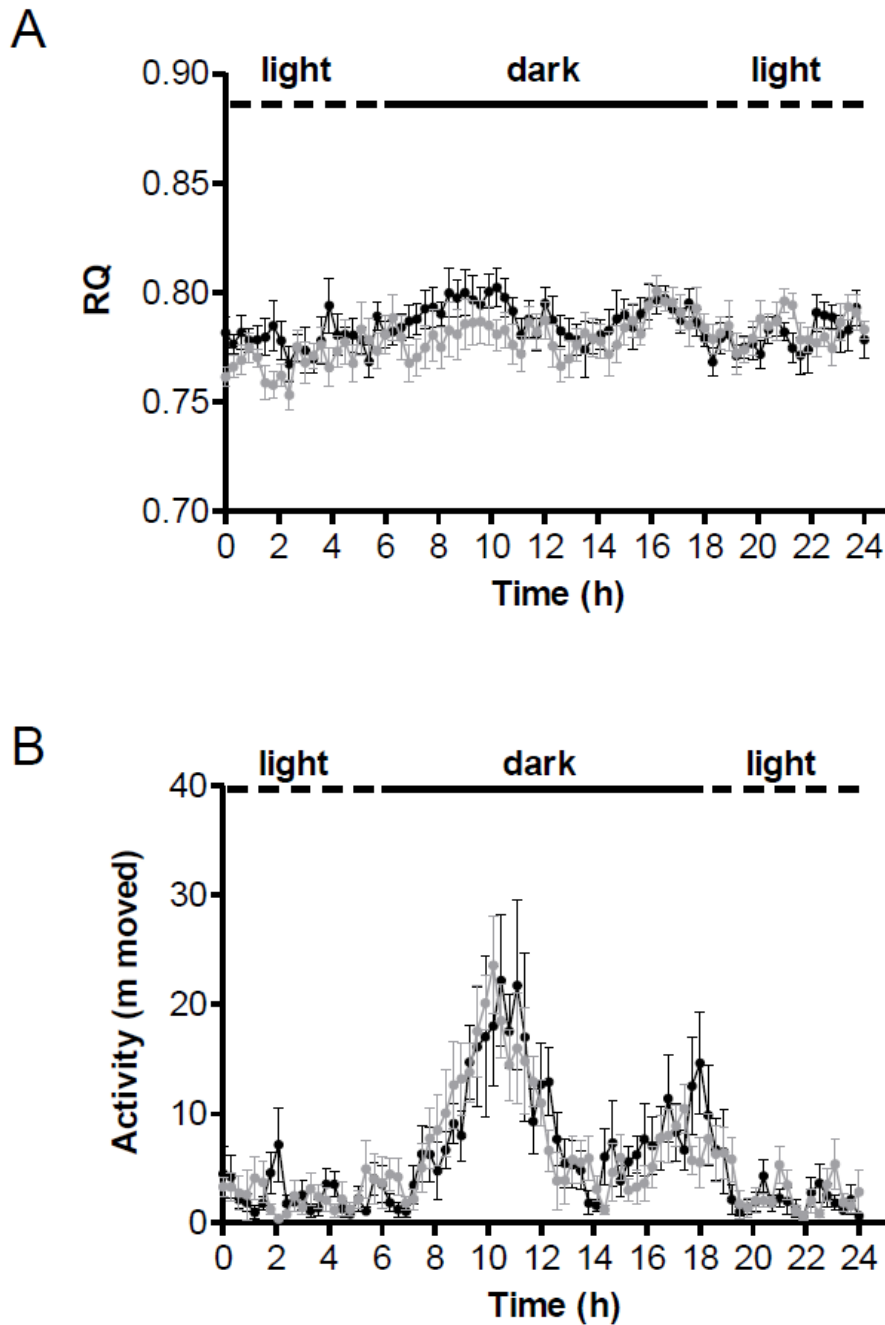 A
light dark light
0.90
0.85
0.80
0.75
0.70
RQ
0 2 4 6 8 10 12 14 16 18 20 22 24
Time (h)
B
light dark light
40
30
20
10
0
Activity (m moved)
0 2 4 6 8 10 12 14 16 18 20 22 24
Time (h)